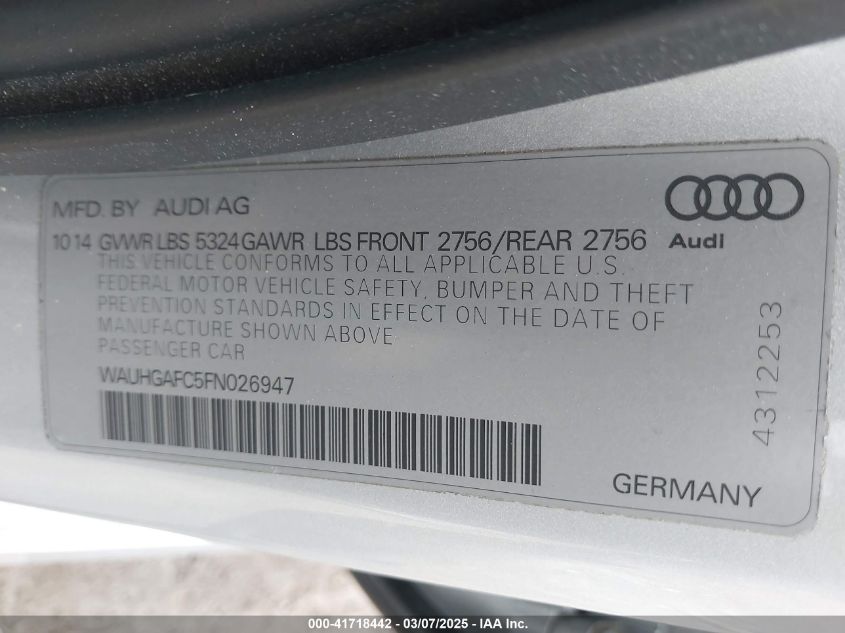 MFD. BY AUDI AG
10 14 GVWR LBS 5324 GAWR LBS FRONT 2756/REAR 2756
Audi
THIS VEHICLE CONFORMS TO ALL APPLICABLE U.S.
FEDERAL MOTOR VEHICLE SAFETY, BUMPER AND THEFT
PREVENTION STANDARDS IN EFFECT ON THE DATE OF
MANUFACTURE SHOWN ABOVE
PASSENGER CAR
WAUHGAFC5FN026947
4312253
GERMANY
000-41718442 - 03/07/2025 - IAAI.com